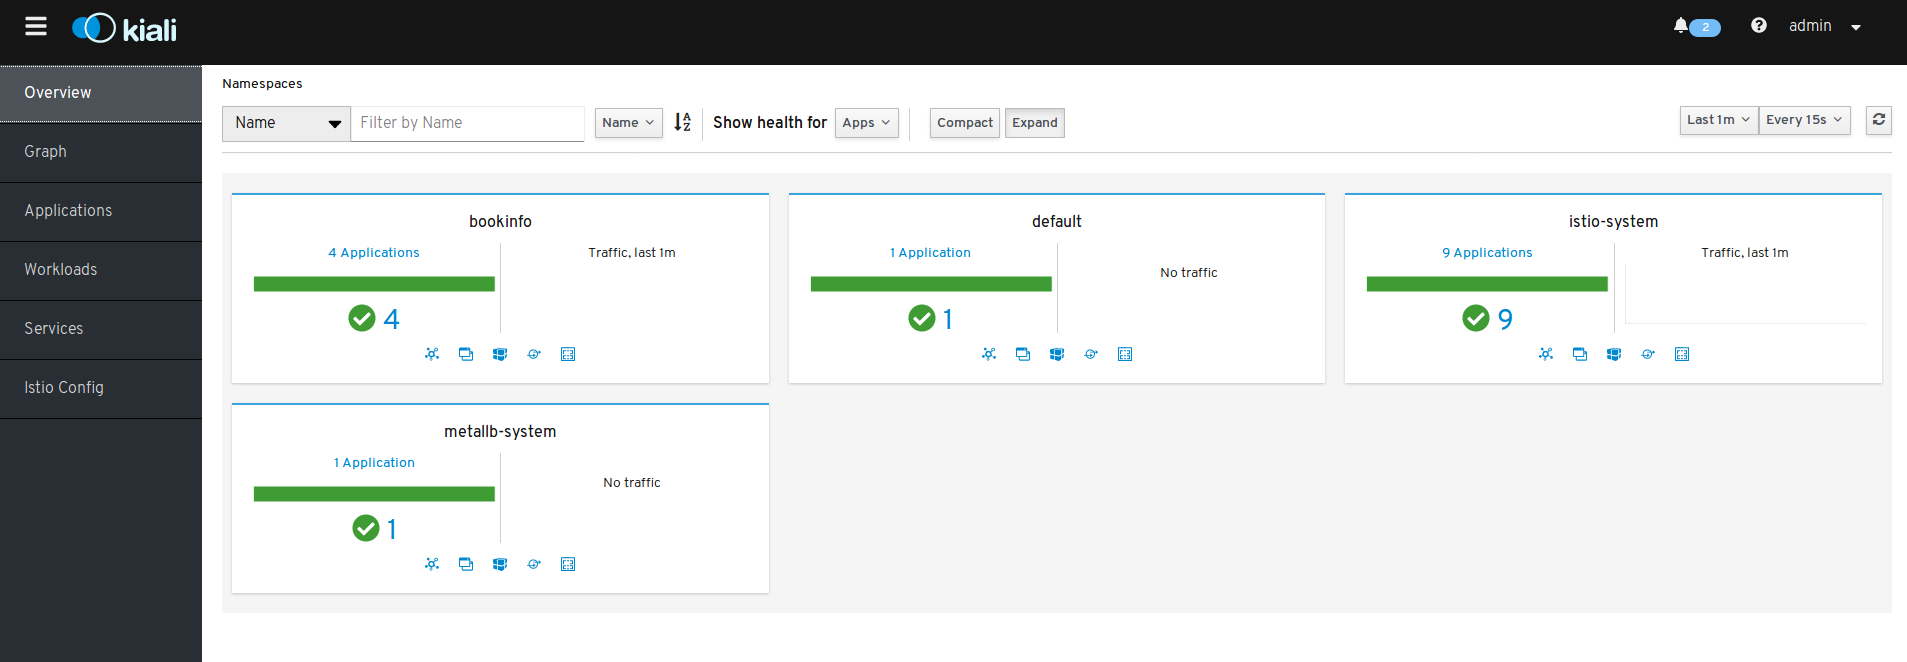 kiali
2
admin
Overview
Graph
Applications
Workloads
Services
Istio Config
Namespaces
Name Filter by Name Name Show health for Apps Compact Expand Last 1m Every 15s
bookinfo
4 Applications
Traffic, last 1m
4
default
1 Application
No traffic
1
istio-system
9 Applications
Traffic, last 1m
9
metallb-system
1 Application
No traffic
1